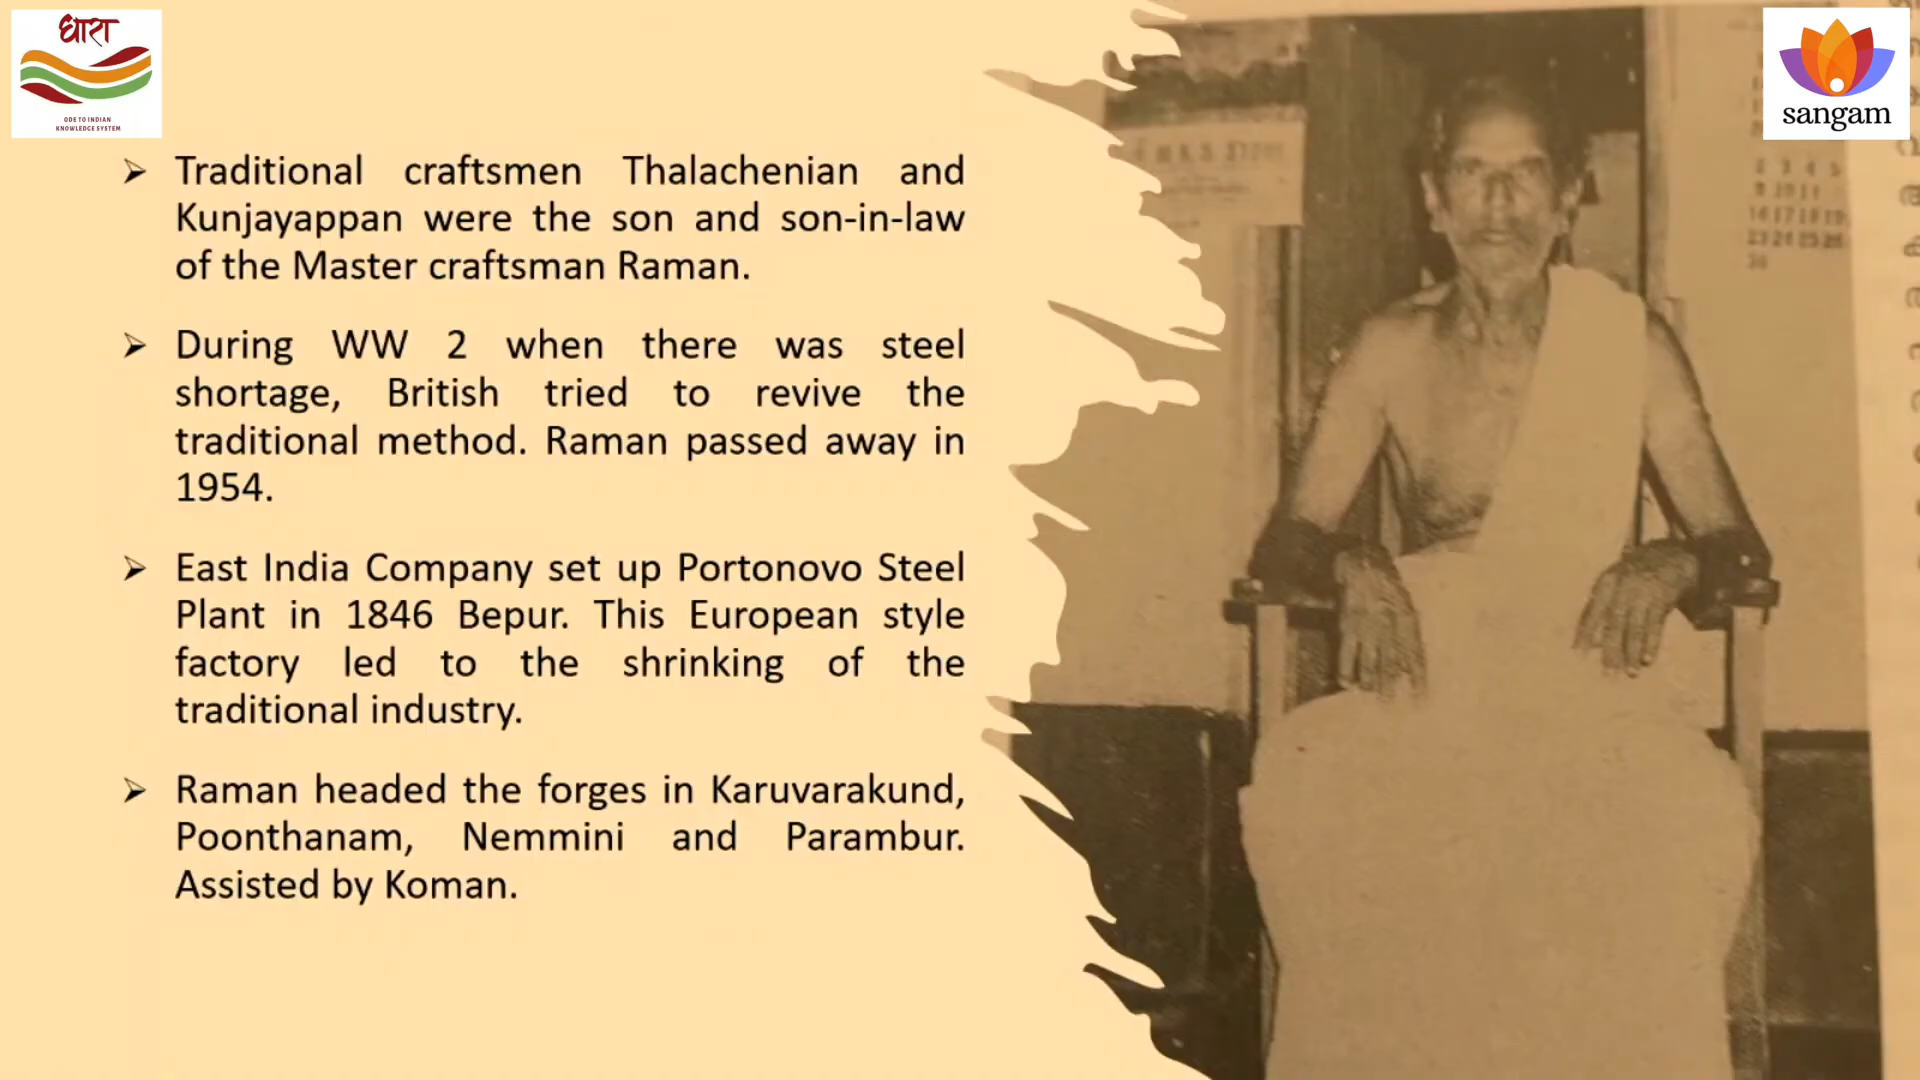 धारा
ODE TO INDIAN
KNOWLEDGE SYSTEM
sangam
Traditional craftsmen Thalachenian and
Kunjayappan were the son and son-in-law
of the Master craftsman Raman.
During WW 2 when there was steel
shortage, British tried to revive the
traditional method. Raman passed away in
1954.
East India Company set up Portonovo Steel
Plant in 1846 Bepur. This European style
factory led to the shrinking of the
traditional industry.
Raman headed the forges in Karuvarakund,
Poonthanam, Nemmini and Parambur.
Assisted by Koman.